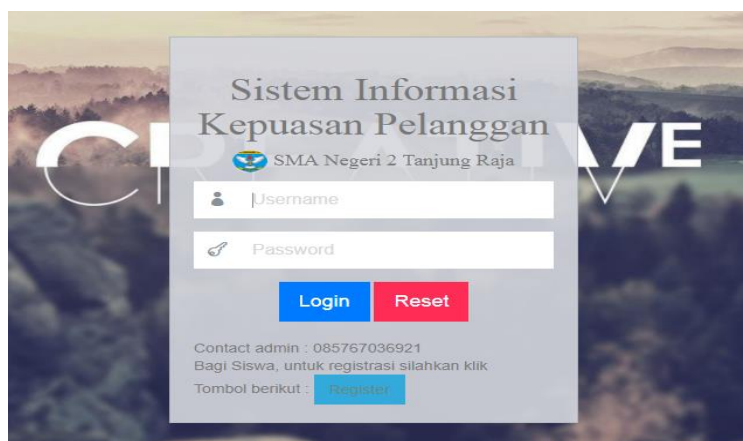 Sistem Informasi
Kepuasan Pelanggan
SMA Negeri 2 Tanjung Raja
Username
Password
Login Reset
Contact admin : 085767036921
Bagi Siswa, untuk registrasi silahkan klik
Tombol berikut : Register